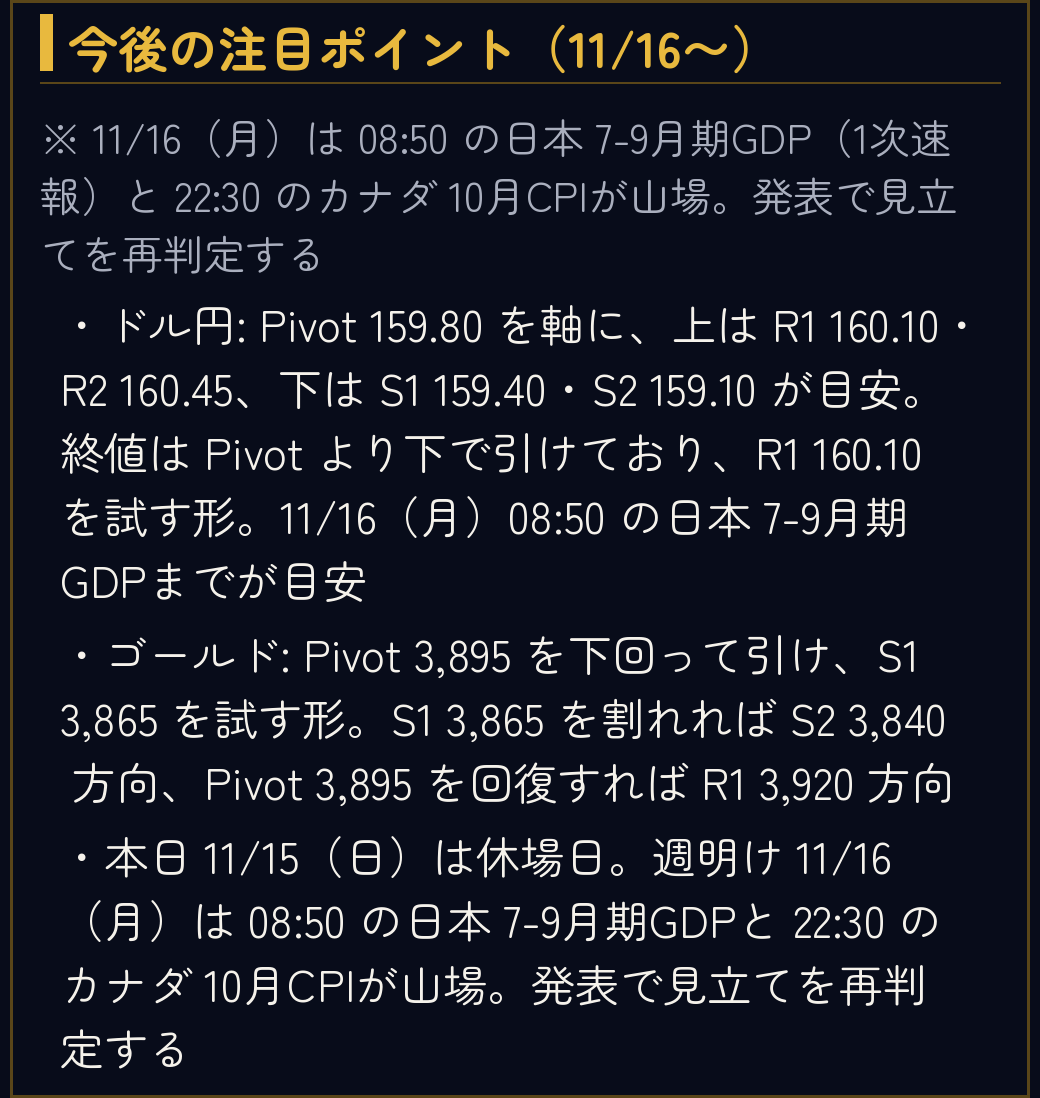 今後の注目ポイント（11/16〜）
※ 11/16（月）は 08:50 の日本 7-9月期GDP（1次速
報）と 22:30 のカナダ 10月CPIが山場。発表で見立
てを再判定する
・ドル円: Pivot 159.80 を軸に、上は R1 160.10・
R2 160.45、下は S1 159.40・S2 159.10 が目安。
終値は Pivot より下で引けており、R1 160.10
を試す形。11/16（月）08:50 の日本 7-9月期
GDPまでが目安
・ゴールド: Pivot 3,895 を下回って引け、S1
3,865 を試す形。S1 3,865 を割れれば S2 3,840
方向、Pivot 3,895 を回復すれば R1 3,920 方向
・本日 11/15（日）は休場日。週明け 11/16
（月）は 08:50 の日本 7-9月期GDPと 22:30 の
カナダ 10月CPIが山場。発表で見立てを再判
定する